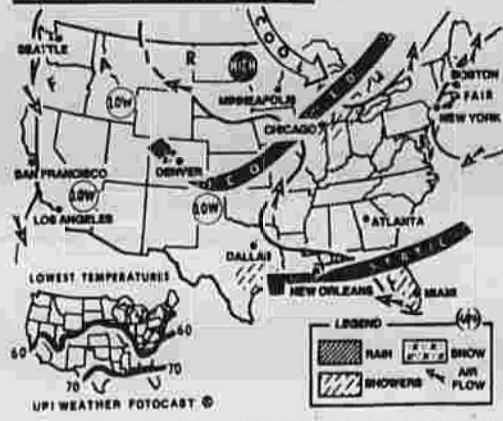 SEATTLE
F A I R
HIGH
COOL
LOW
MINNEAPOLIS
BOSTON
FAIR
NEW YORK
CHICAGO
SAN FRANCISCO
DENVER
LOW
LOW
LOS ANGELES
ATLANTA
DALLAS
NEW ORLEANS
MIAMI
LOWEST TEMPERATURES
60
60
70
70
LEGEND
RAIN
SNOW
SHOWERS
AIR
FLOW
UPI WEATHER FOTOCAST ®